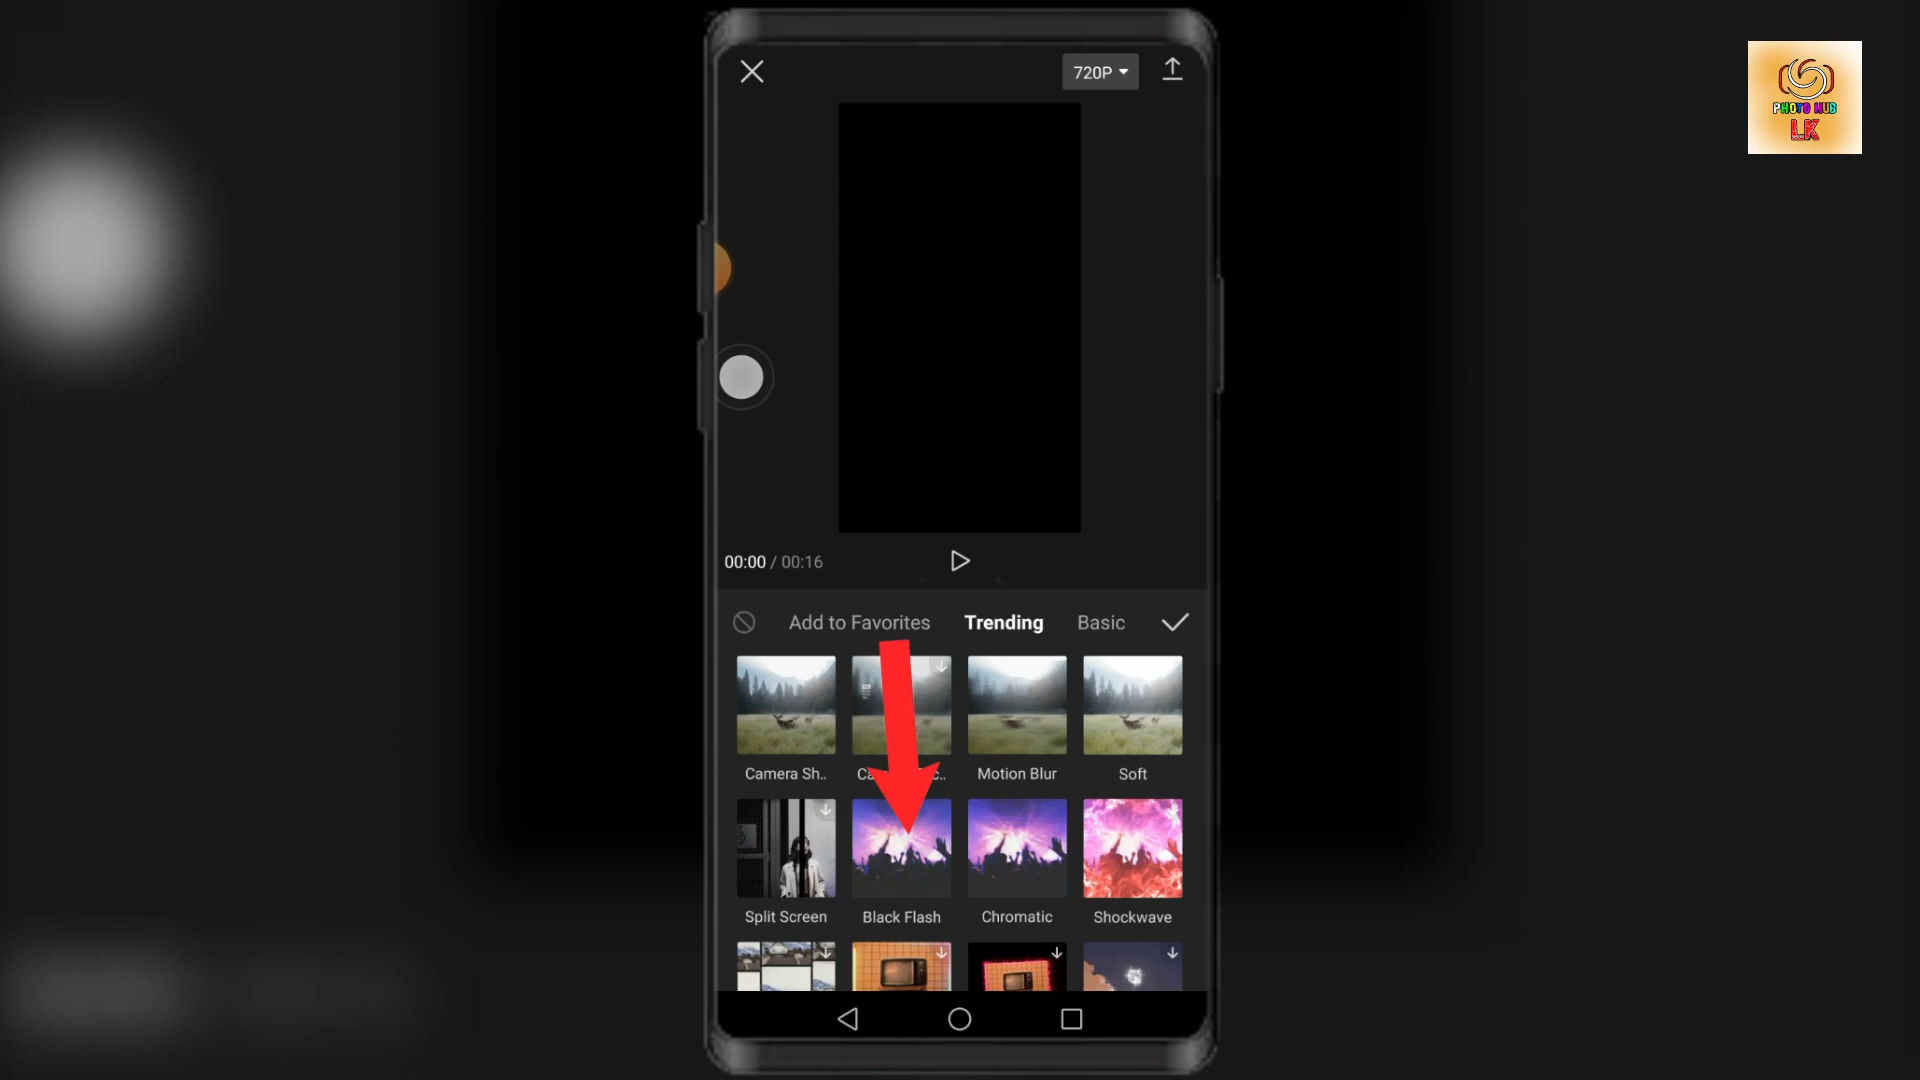 720P
PHOTO HUB
LK
00:00 / 00:16
Add to Favorites Trending Basic
Camera Sh.. Motion Blur Soft
Split Screen Black Flash Chromatic Shockwave